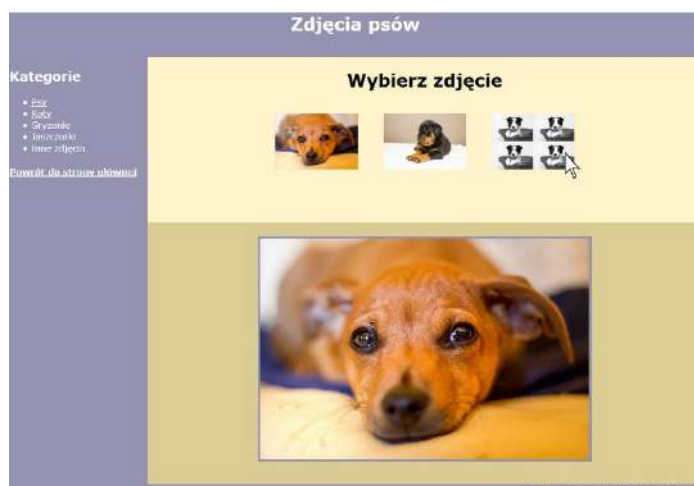 Zdjęcia psów
Kategorie
Psy
Koty
Gryzonie
Jaszczurki
Inne zdjęcia
Powrót do strony głównej
Wybierz zdjęcie